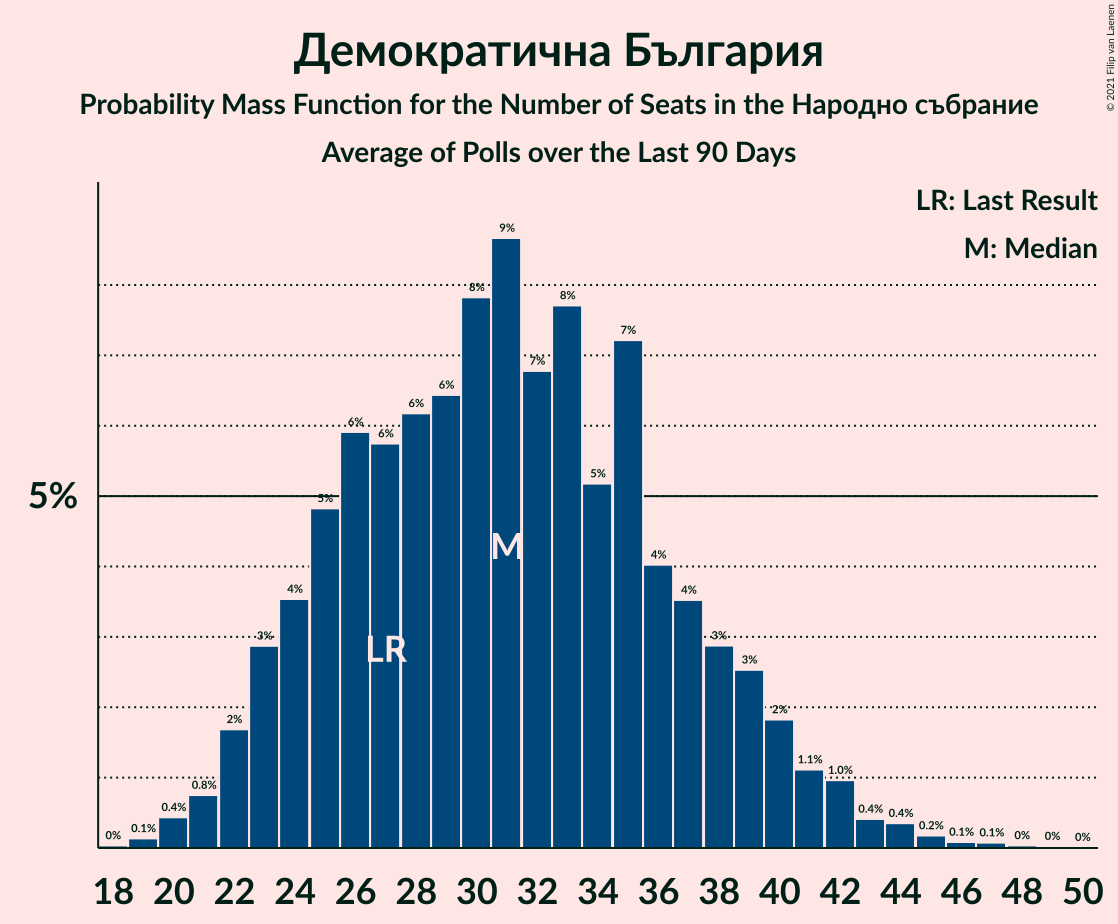 Демократична България
Probability Mass Function for the Number of Seats in the Народно събрание
Average of Polls over the Last 90 Days
© 2021 Filip van Laenen
LR: Last Result
M: Median
5%
0% 0.1% 0.4% 0.8% 2% 3% 4% 5% 6% 6% 6% 6% 8% 9% 7% 8% 5% 7% 4% 4% 3% 3% 2% 1.1% 1.0% 0.4% 0.4% 0.2% 0.1% 0.1% 0% 0% 0%
M
LR
18 20 22 24 26 28 30 32 34 36 38 40 42 44 46 48 50